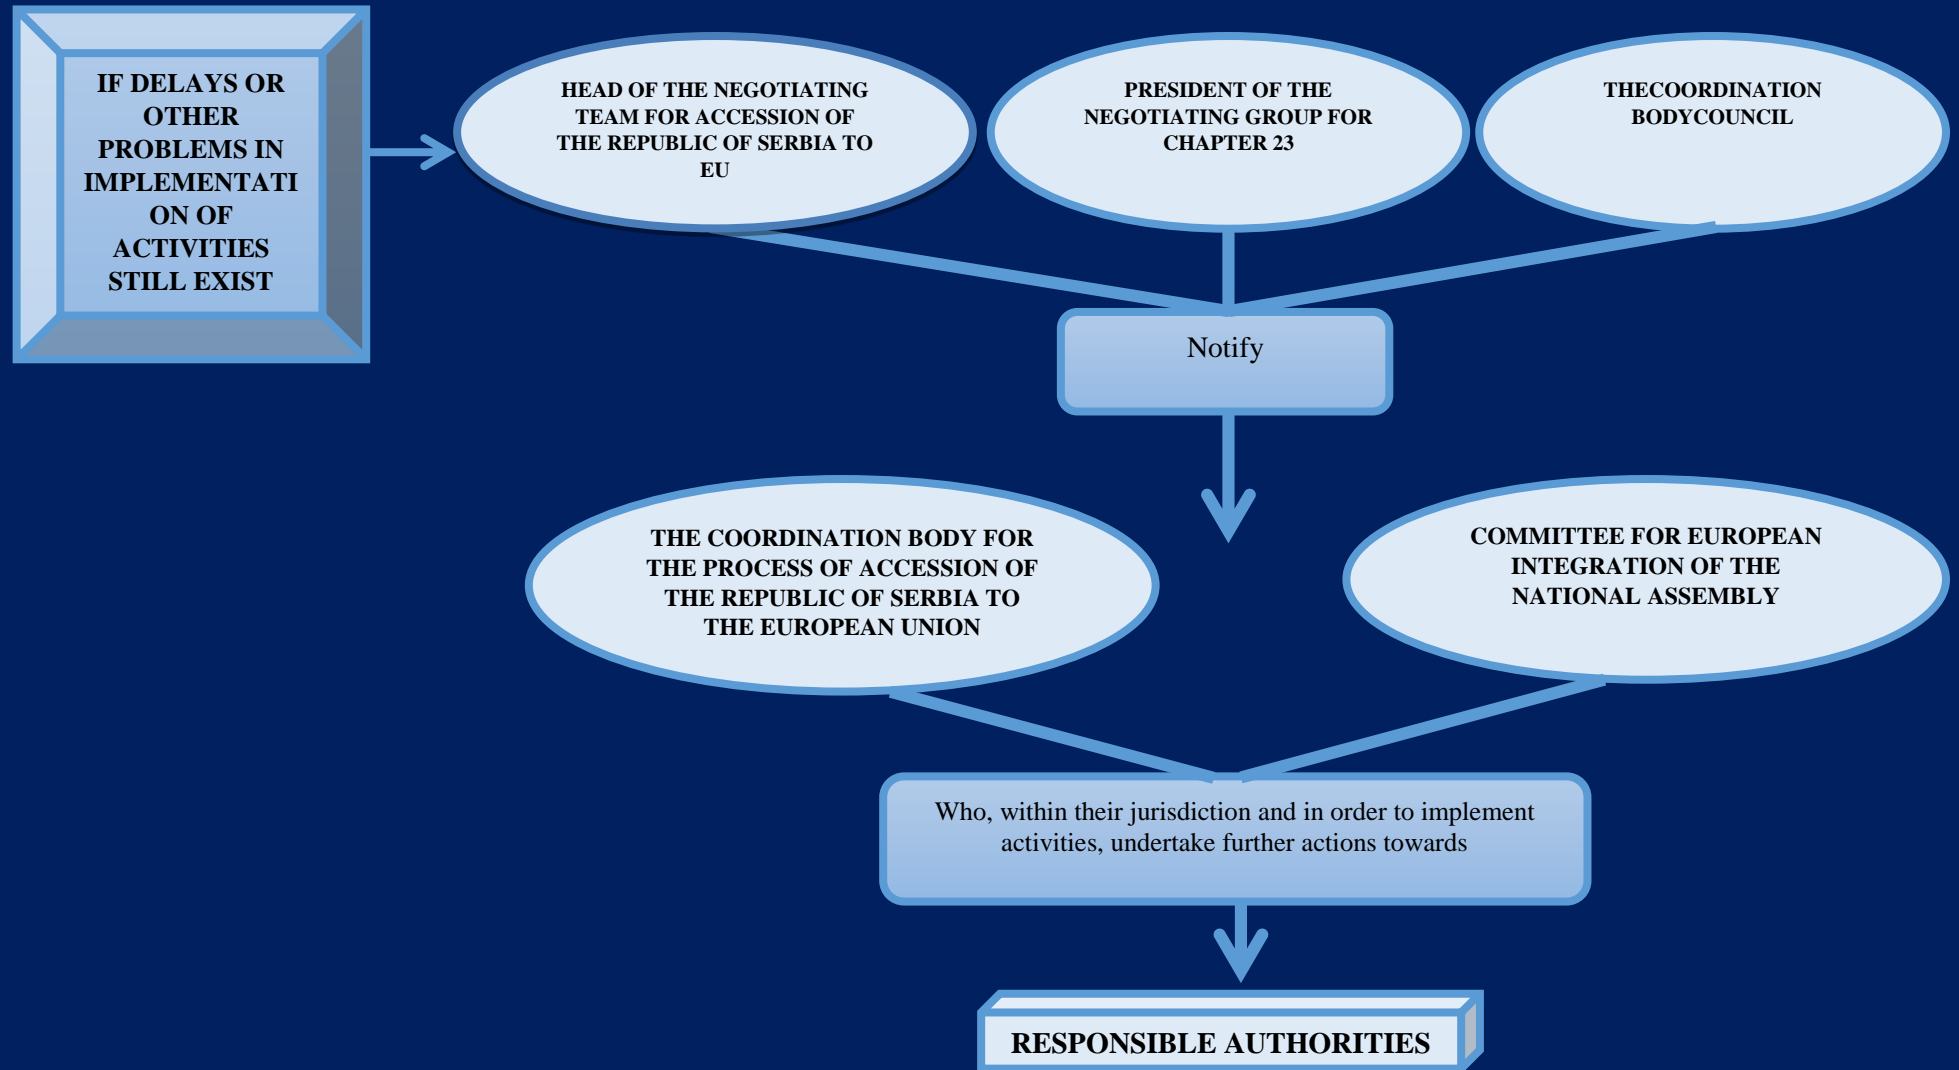 IF DELAYS OR
OTHER
PROBLEMS IN
IMPLEMENTATI
ON OF
ACTIVITIES
STILL EXIST
HEAD OF THE NEGOTIATING
TEAM FOR ACCESSION OF
THE REPUBLIC OF SERBIA TO
EU
PRESIDENT OF THE
NEGOTIATING GROUP FOR
CHAPTER 23
THECOORDINATION
BODYCOUNCIL
Notify
THE COORDINATION BODY FOR
THE PROCESS OF ACCESSION OF
THE REPUBLIC OF SERBIA TO
THE EUROPEAN UNION
COMMITTEE FOR EUROPEAN
INTEGRATION OF THE
NATIONAL ASSEMBLY
Who, within their jurisdiction and in order to implement
activities, undertake further actions towards
RESPONSIBLE AUTHORITIES